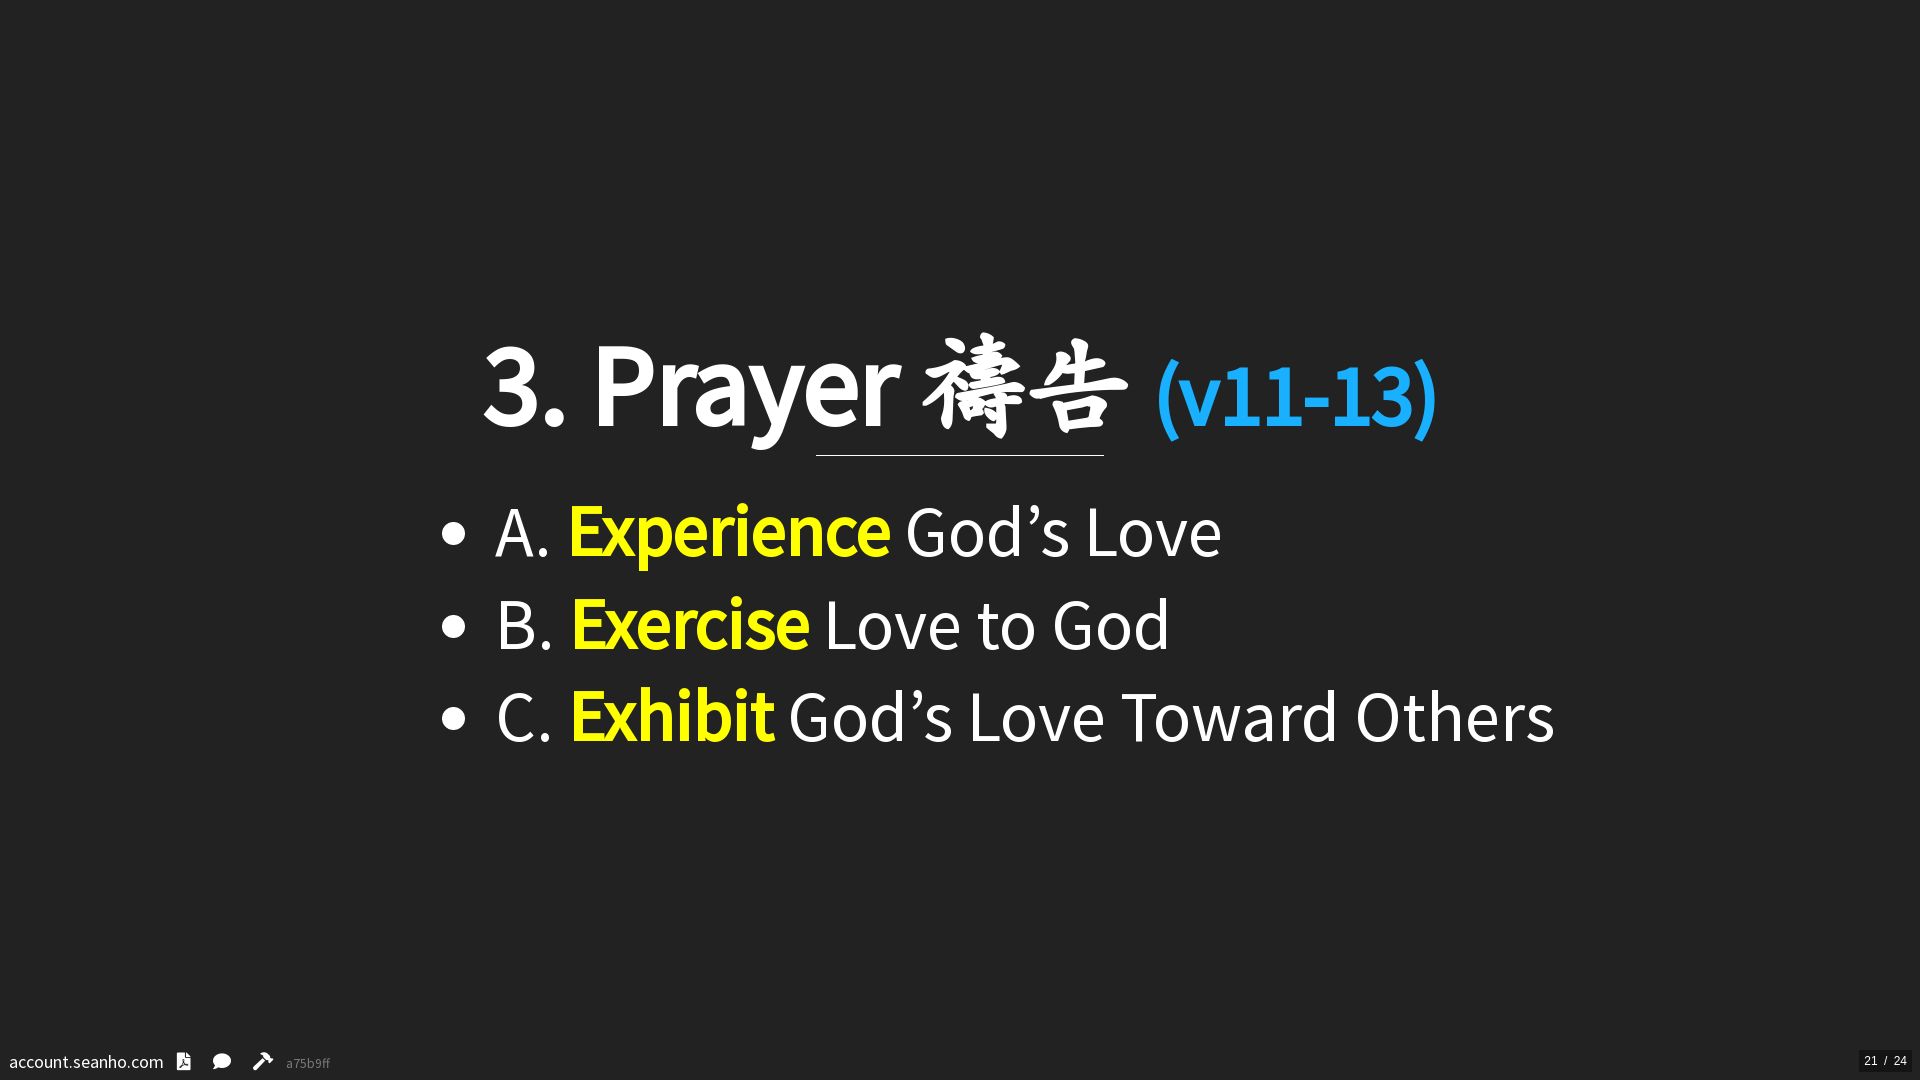 3. Prayer 禱告 (v11-13)
• A. Experience God’s Love
• B. Exercise Love to God
• C. Exhibit God’s Love Toward Others
account.seanho.com a75b9ff
21 / 24